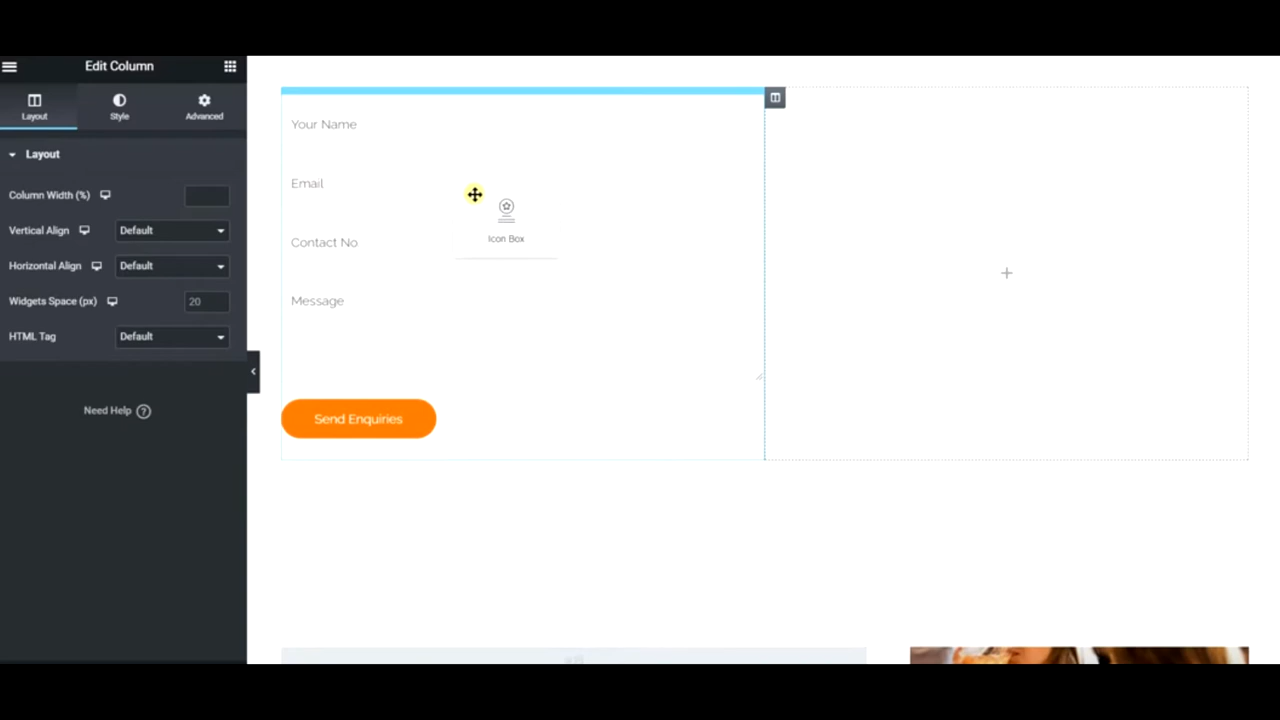 Edit Column
Layout
Style
Advanced
Layout
Column Width (%)
Vertical Align
Default
Horizontal Align
Default
Widgets Space (px)
20
HTML Tag
Default
Need Help ?
Your Name
Email
Icon Box
Contact No
Message
Send Enquiries